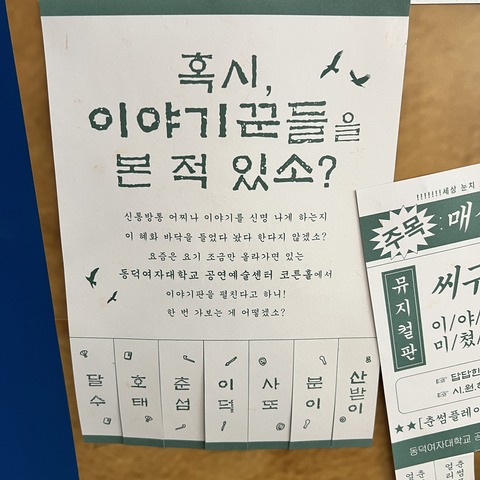 혹시,
이야기꾼들을
본 적 있소?
신통방통 어찌나 이야기를 신명 나게 하는지
이 혜화 바닥을 들었다 놨다 한다지 않겠소?
요즘은 요기 조금만 올라가면 있는
동덕여자대학교 공연예술센터 코튼홀에서
이야기판을 펼친다고 하니!
한 번 가보는 게 어떻겠소?
달수
호태
춘섬
이덕
사또
분이
산받이
!!!!!!!세상 눈치
주목
뮤지컬판
이/야/
미/쳤/
☞ 답답한
☞ 시.원.
★★[춘썸플레이
동덕여자대학교 공